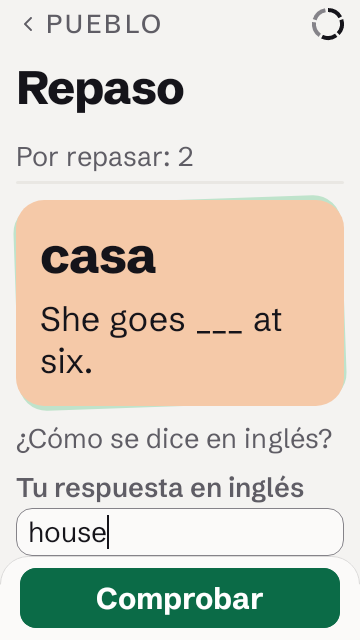 PUEBLO
Repaso
Por repasar: 2
casa
She goes ___ at
six.
¿Cómo se dice en inglés?
Tu respuesta en inglés
house
Comprobar